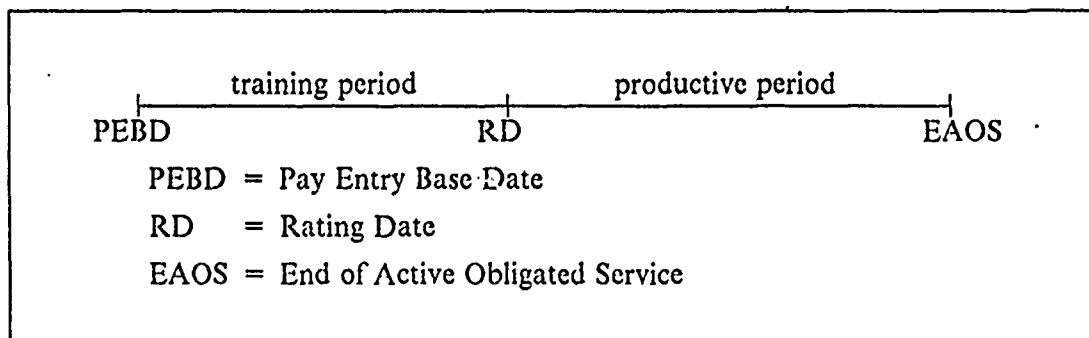 training period productive period
PEBD RD EAOS
PEBD = Pay Entry Base Date
RD = Rating Date
EAOS = End of Active Obligated Service